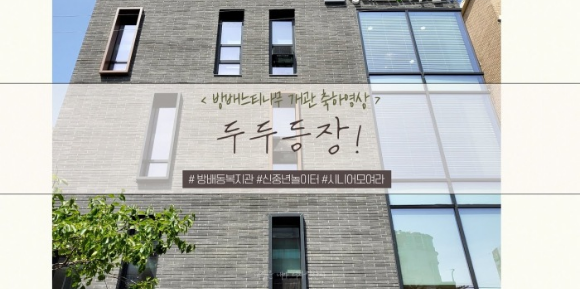 < 방배느티나무 개관 축하영상 >
두두등장!
# 방배동복지관 #신중년놀이터 #시니어모여라